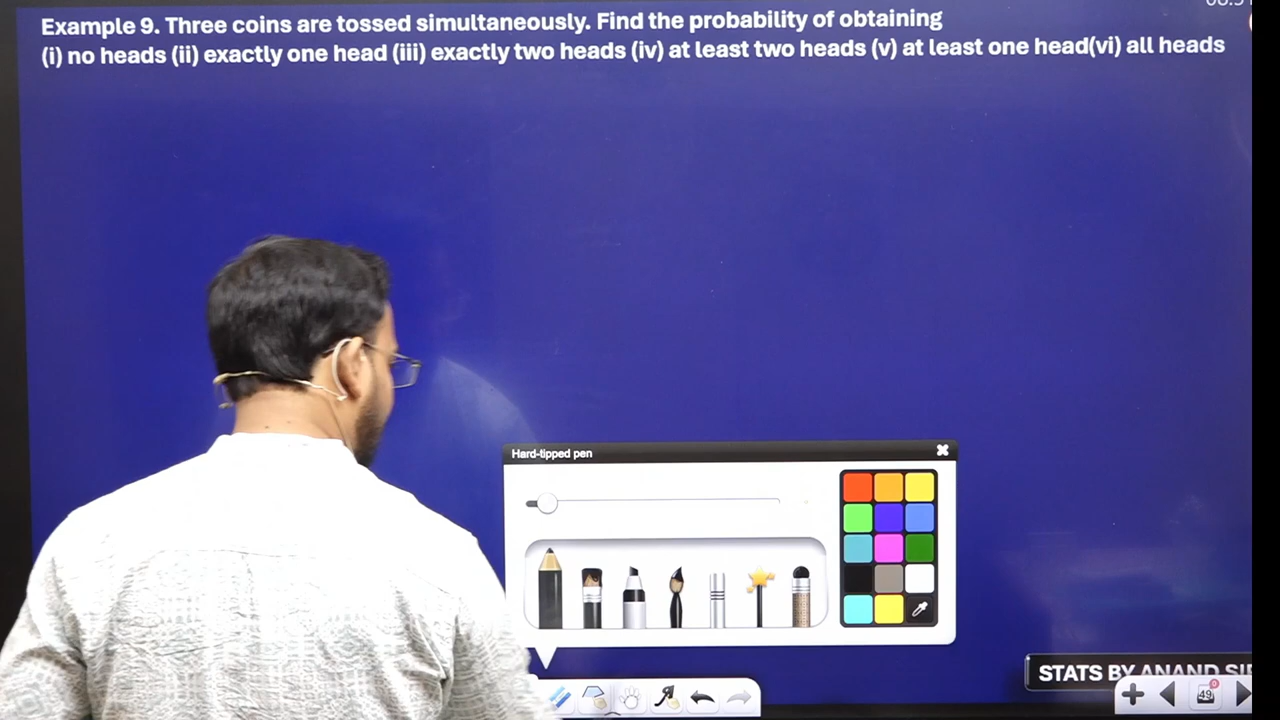 Example 9. Three coins are tossed simultaneously. Find the probability of obtaining
(i) no heads (ii) exactly one head (iii) exactly two heads (iv) at least two heads (v) at least one head(vi) all heads
Hard-tipped pen
STATS BY ANAND
49